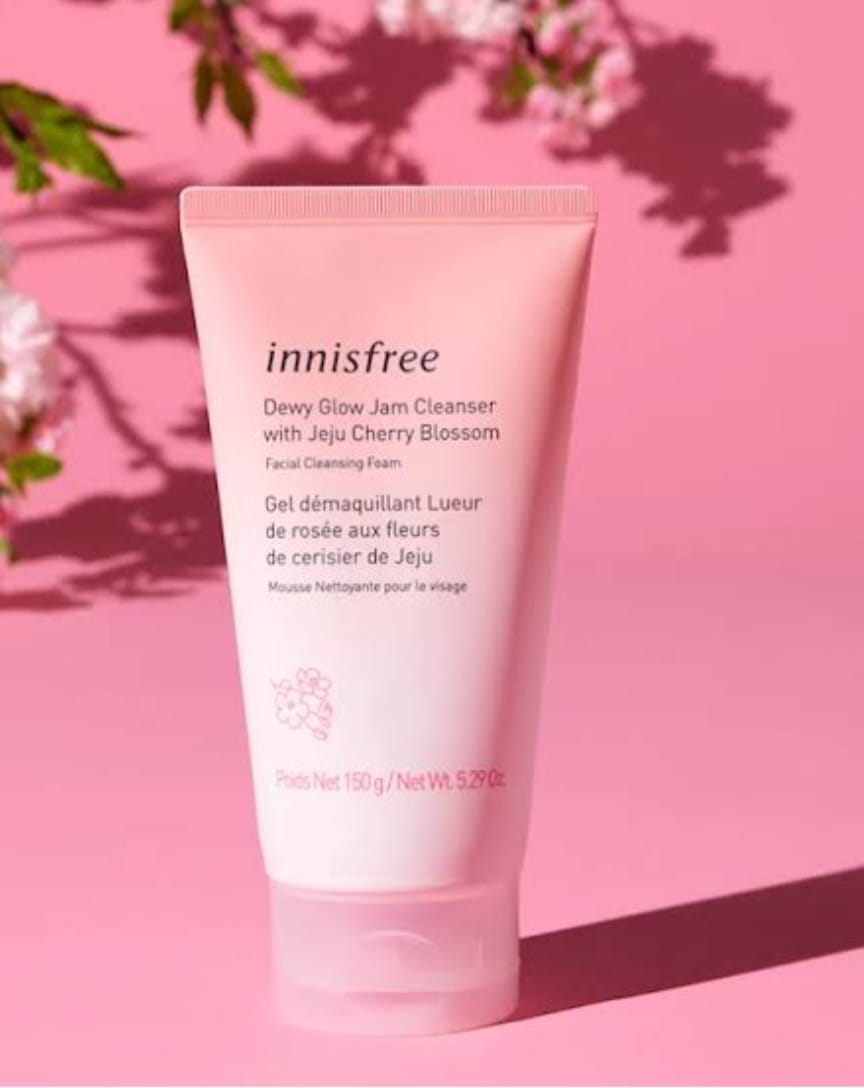 innisfree
Dewy Glow Jam Cleanser
with Jeju Cherry Blossom
Facial Cleansing Foam
Gel démaquillant Lueur
de rosée aux fleurs
de cerisier de Jeju
Mousse Nettoyante pour le visage
Poids Net 150 g / Net Wt. 5.29 Oz.